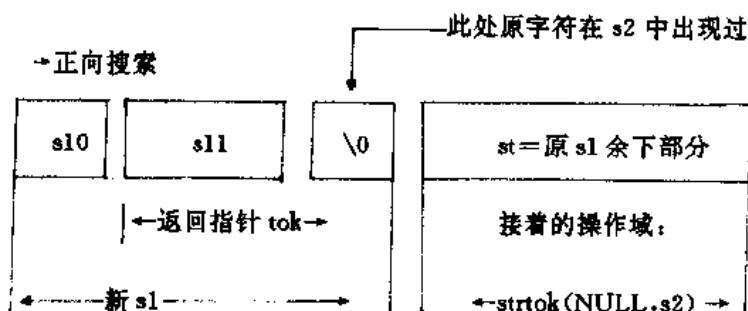 此处原字符在 s2 中出现过
→正向搜索
s10 s11 \0 st=原 s1 余下部分
←返回指针 tok→ 接着的操作域：
新 s1 strtok(NULL.s2)